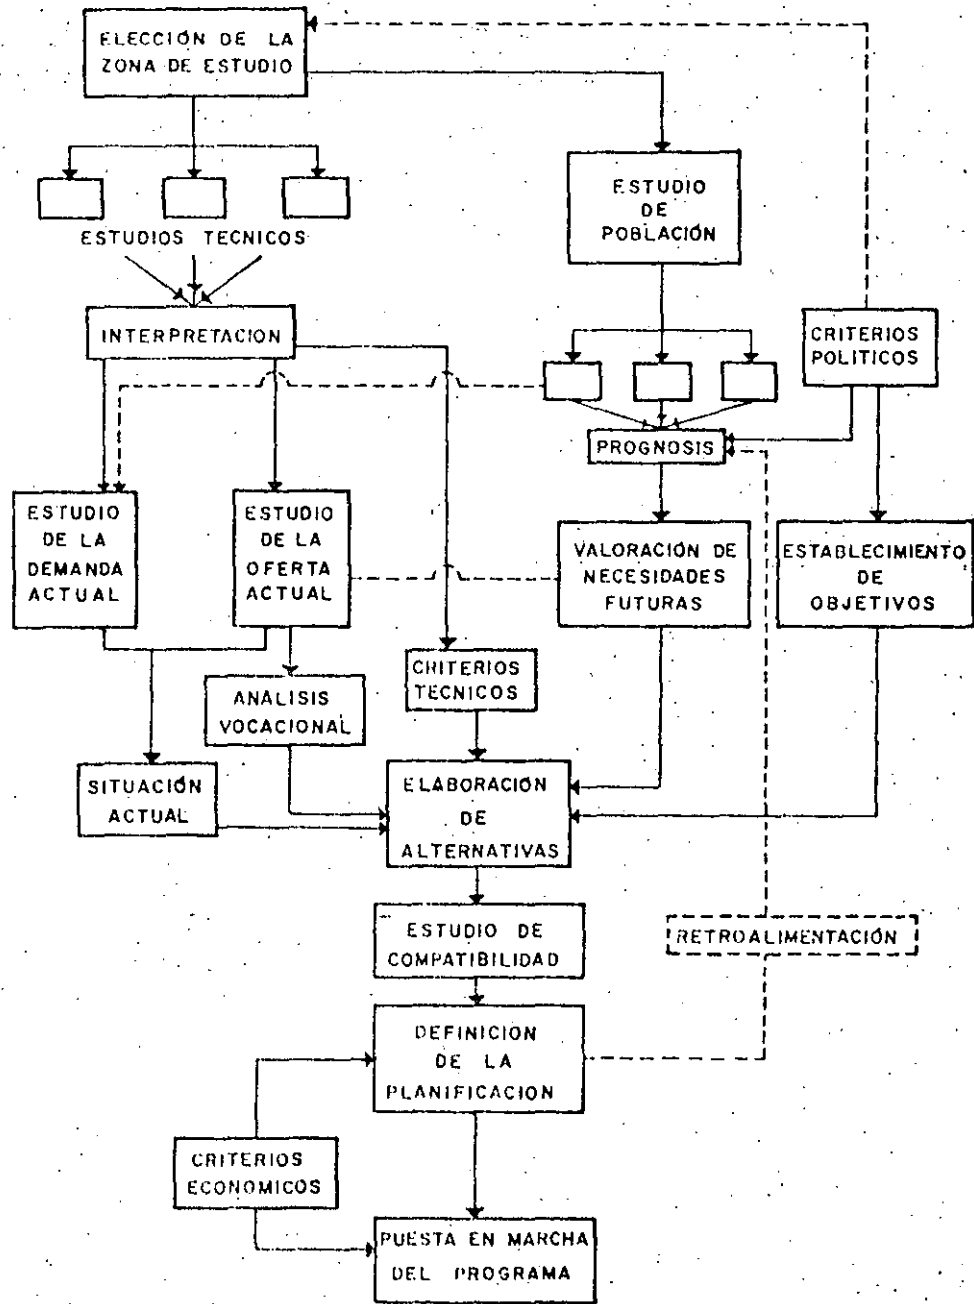 ELECCIÓN DE LA
ZONA DE ESTUDIO
ESTUDIO
DE
POBLACIÓN
ESTUDIOS TECNICOS
INTERPRETACION
CRITERIOS
POLITICOS
PROGNOSIS
ESTUDIO
DE LA
DEMANDA
ACTUAL
ESTUDIO
DE LA
OFERTA
ACTUAL
VALORACIÓN DE
NECESIDADES
FUTURAS
ESTABLECIMIENTO
DE
OBJETIVOS
CRITERIOS
TECNICOS
ANALISIS
VOCACIONAL
SITUACIÓN
ACTUAL
ELABORACIÓN
DE
ALTERNATIVAS
ESTUDIO DE
COMPATIBILIDAD
RETROALIMENTACIÓN
DEFINICION
DE LA
PLANIFICACION
CRITERIOS
ECONOMICOS
PUESTA EN MARCHA
DEL PROGRAMA